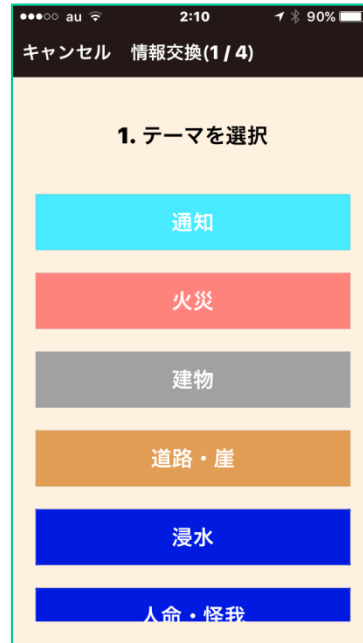 au 2:10 90%
キャンセル 情報交換(1 / 4)
1. テーマを選択
通知
火災
建物
道路・崖
浸水
人命・怪我